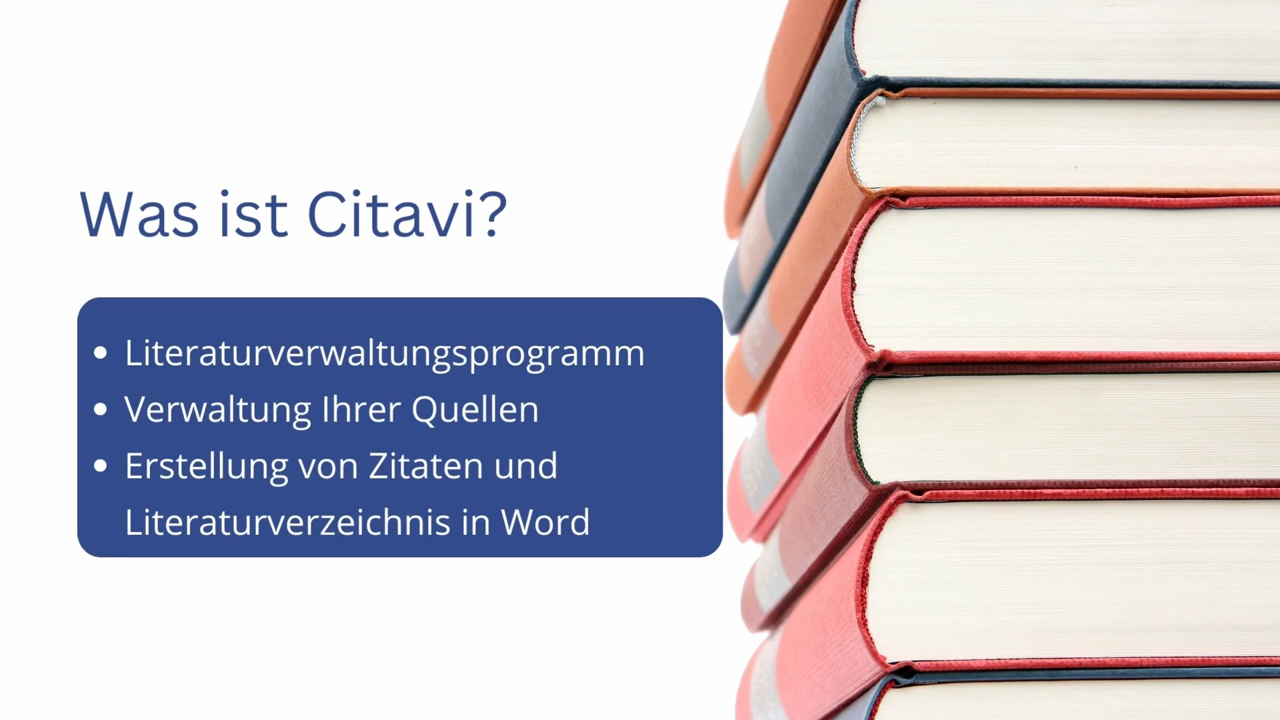 Was ist Citavi?
• Literaturverwaltungsprogramm
• Verwaltung Ihrer Quellen
• Erstellung von Zitaten und
Literaturverzeichnis in Word